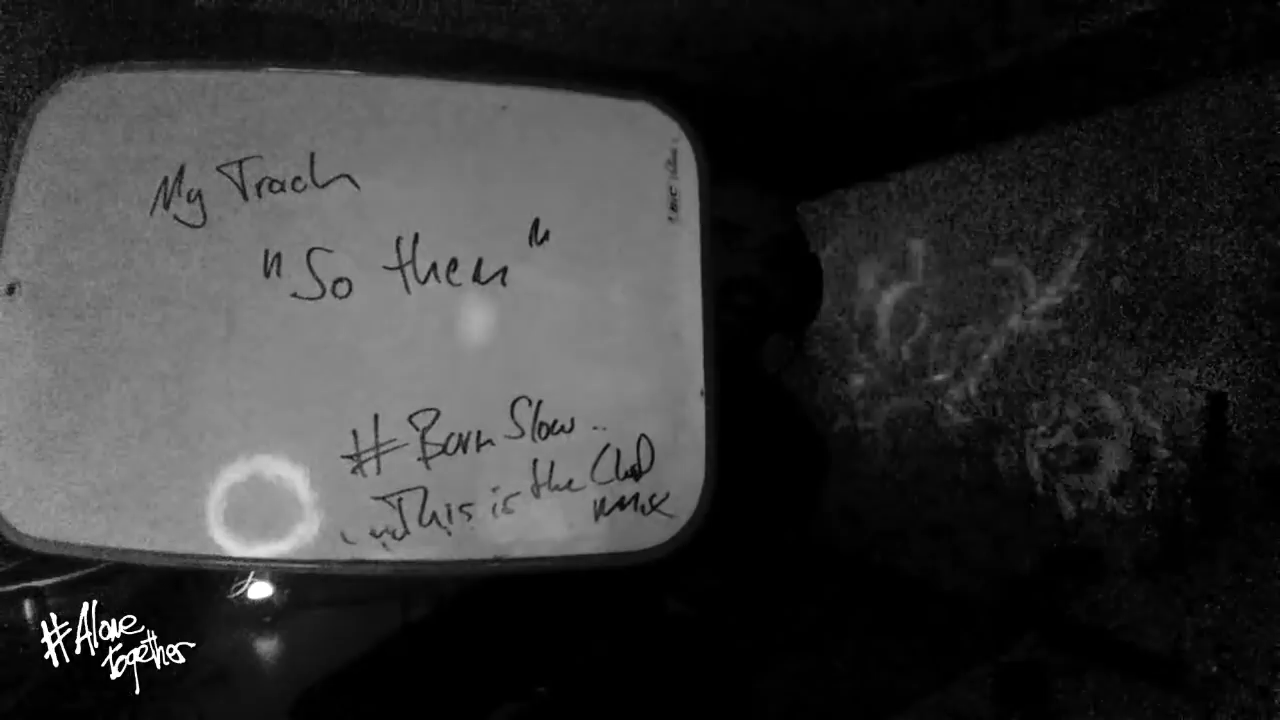 My Track
"So then"
# Born Slow..
...This is the Club
MIX
#Alone
together